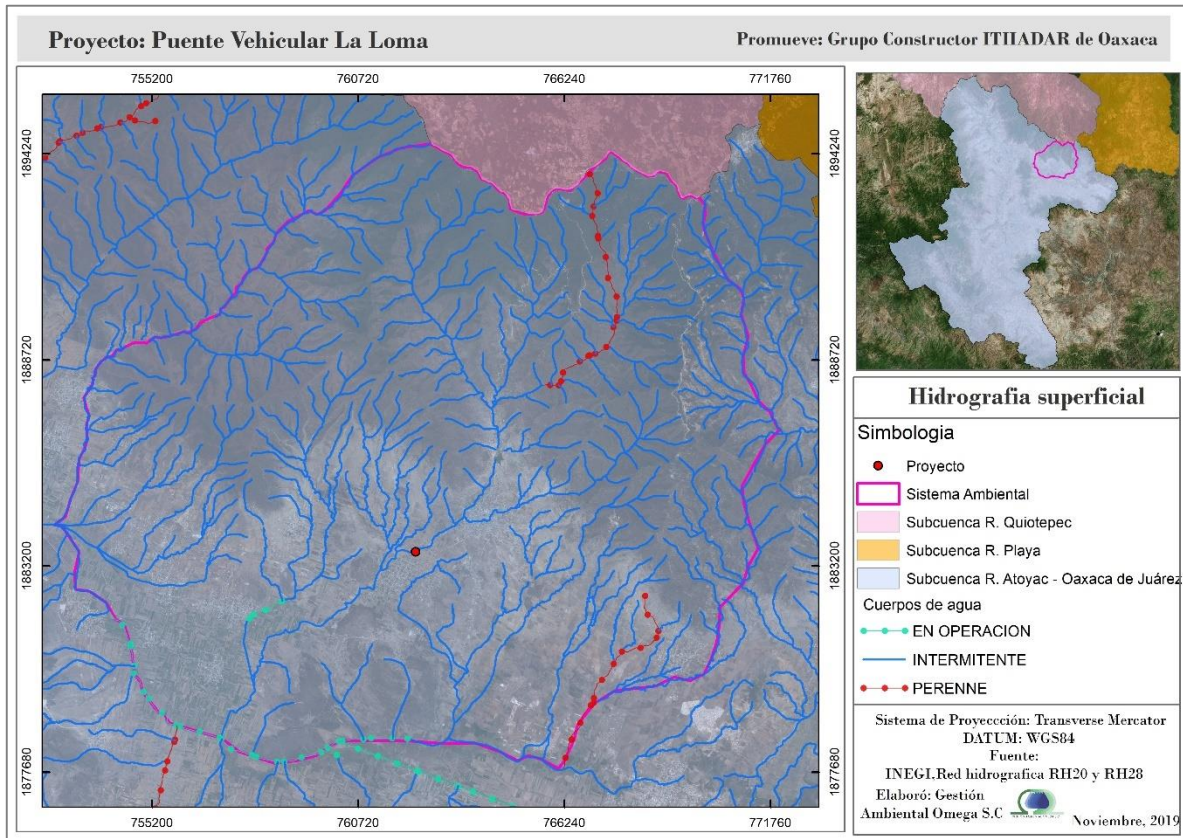 Proyecto: Puente Vehicular La Loma
Promueve: Grupo Constructor ITHADAR de Oaxaca
755200 760720 766240 771760
1894240 1894240
1888720 1888720
1883200 1883200
1877680 1877680
755200 760720 766240 771760
Hidrografia superficial
Simbologia
Proyecto
Sistema Ambiental
Subcuenca R. Quiotepec
Subcuenca R. Playa
Subcuenca R. Atoyac - Oaxaca de Juárez
Cuerpos de agua
EN OPERACION
INTERMITENTE
PERENNE
Sistema de Proyeccción: Transverse Mercator
DATUM: WGS84
Fuente:
INEGI,Red hidrografica RH20 y RH28
Elaboró: Gestión
Ambiental Omega S.C
Noviembre, 2019